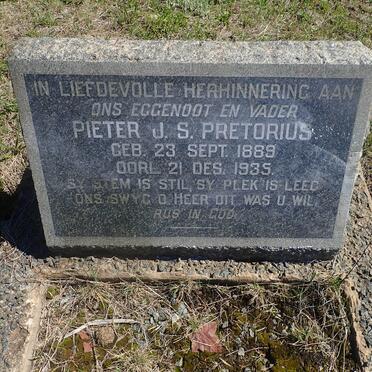 IN LIEFDEVOLLE HERHINNERING AAN
ONS EGGENOOT EN VADER
PIETER J. S. PRETORIUS
GEB. 23 SEPT. 1889
OORL. 21 DES. 1935.
SY STEM IS STIL, SY PLEK IS LEEG
ONS SWYG O HEER DIT WAS U WIL
RUS IN GOD.